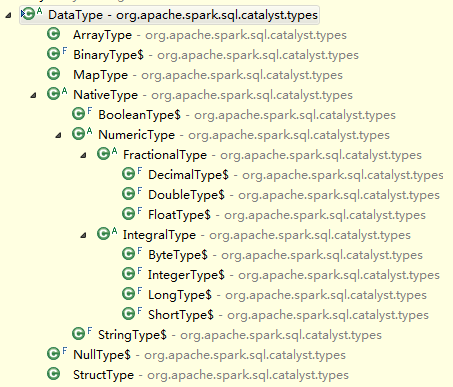 DataType - org.apache.spark.sql.catalyst.types
ArrayType - org.apache.spark.sql.catalyst.types
BinaryType$ - org.apache.spark.sql.catalyst.types
MapType - org.apache.spark.sql.catalyst.types
NativeType - org.apache.spark.sql.catalyst.types
BooleanType$ - org.apache.spark.sql.catalyst.types
NumericType - org.apache.spark.sql.catalyst.types
FractionalType - org.apache.spark.sql.catalyst.types
DecimalType$ - org.apache.spark.sql.catalyst.types
DoubleType$ - org.apache.spark.sql.catalyst.types
FloatType$ - org.apache.spark.sql.catalyst.types
IntegralType - org.apache.spark.sql.catalyst.types
ByteType$ - org.apache.spark.sql.catalyst.types
IntegerType$ - org.apache.spark.sql.catalyst.types
LongType$ - org.apache.spark.sql.catalyst.types
ShortType$ - org.apache.spark.sql.catalyst.types
StringType$ - org.apache.spark.sql.catalyst.types
NullType$ - org.apache.spark.sql.catalyst.types
StructType - org.apache.spark.sql.catalyst.types